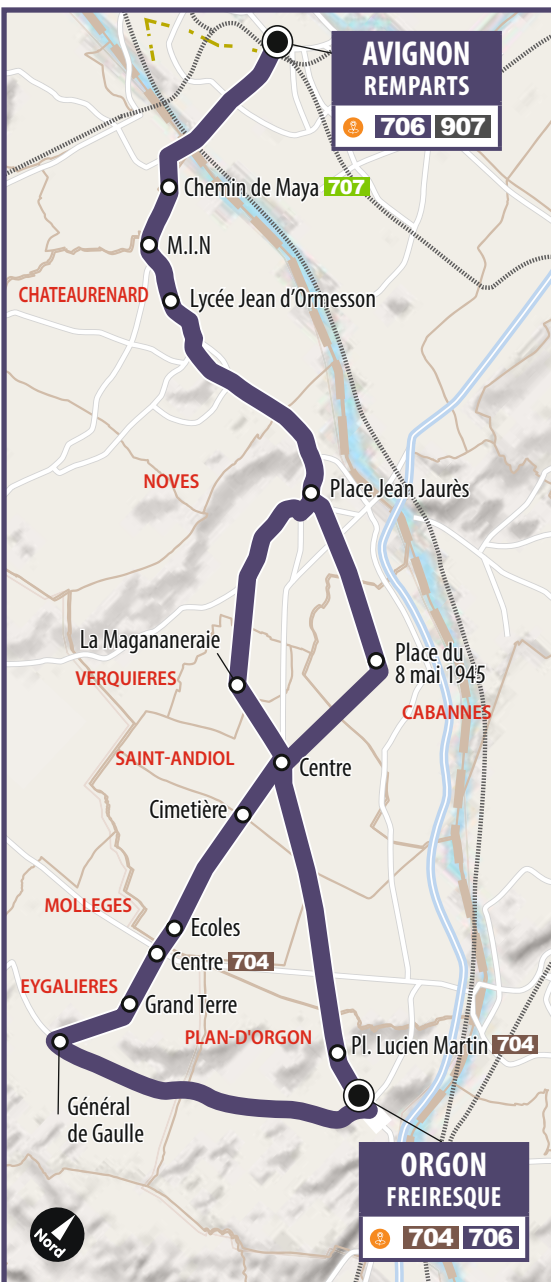 AVIGNON
REMPARTS
706 907
Chemin de Maya 707
M.I.N
CHATEAURENARD
Lycée Jean d'Ormesson
NOVES
Place Jean Jaurès
La Magananeraie
VERQUIERES
Place du
8 mai 1945
CABANNES
SAINT-ANDIOL
Centre
Cimetière
MOLLEGES
Ecoles
Centre 704
EYGALIERES
Grand Terre
PLAN-D'ORGON
Pl. Lucien Martin 704
Général
de Gaulle
ORGON
FREIRESQUE
704 706
Nord